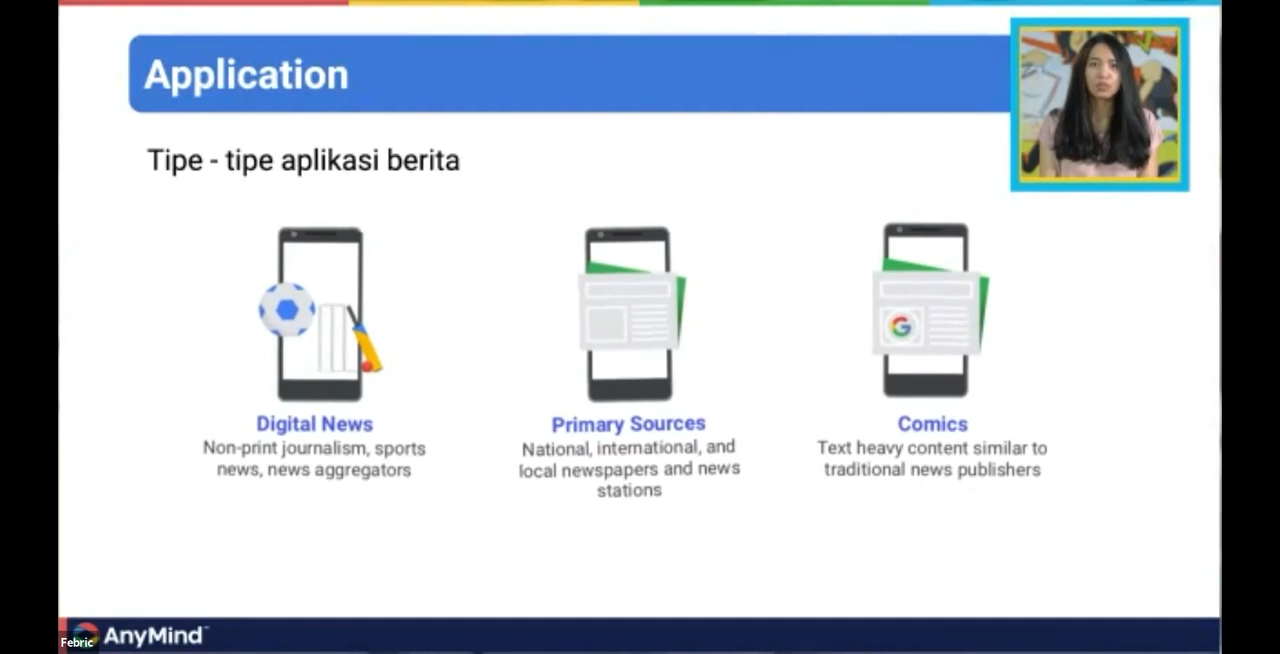 Application
Tipe - tipe aplikasi berita
Digital News
Non-print journalism, sports
news, news aggregators
Primary Sources
National, international, and
local newspapers and news
stations
Comics
Text heavy content similar to
traditional news publishers
G
AnyMind
Febric